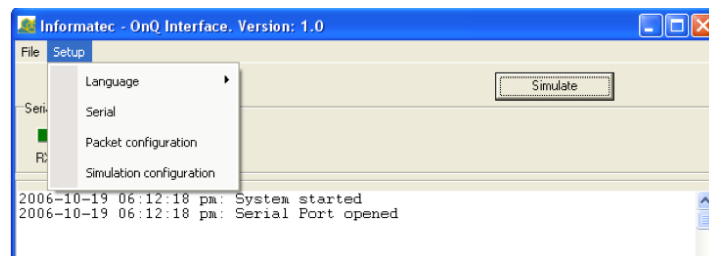 Informatec - OnQ Interface. Version: 1.0
File Setup
Language
Simulate
Serial
Packet configuration
Simulation configuration
2006-10-19 06:12:18 pm: System started
2006-10-19 06:12:18 pm: Serial Port opened